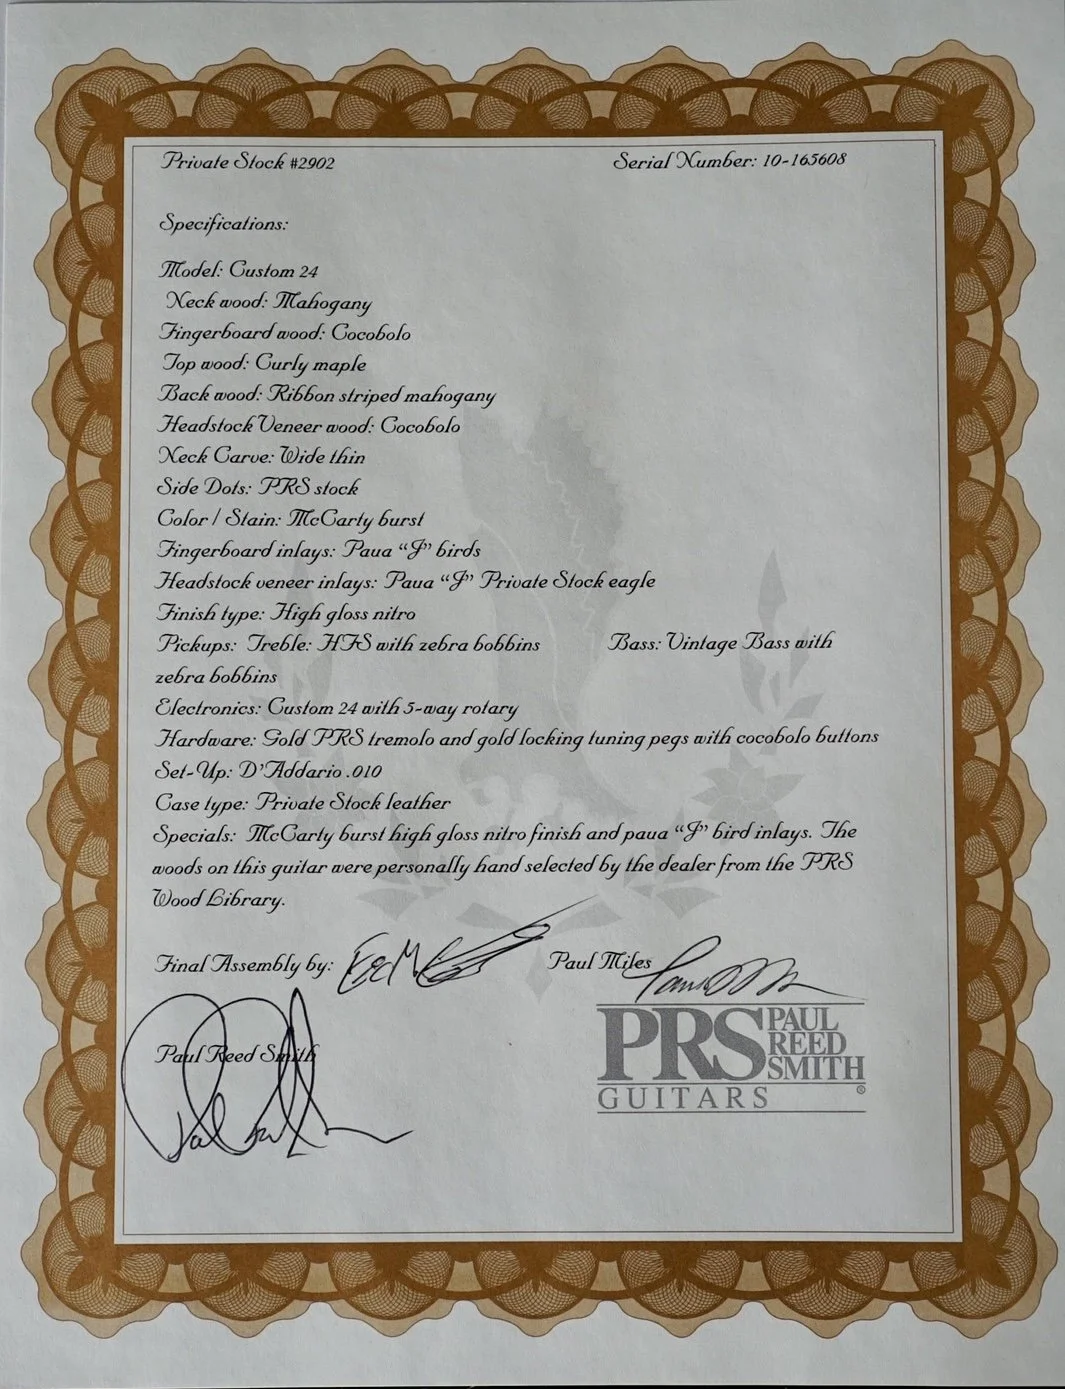 Private Stock #2902 Serial Number: 10-165608
Specifications:
Model: Custom 24
Neck wood: Mahogany
Fingerboard wood: Cocobolo
Top wood: Curly maple
Back wood: Ribbon striped mahogany
Headstock Veneer wood: Cocobolo
Neck Carve: Wide thin
Side Dots: PRS stock
Color / Stain: McCarty burst
Fingerboard inlays: Paua “J” birds
Headstock veneer inlays: Paua “J” Private Stock eagle
Finish type: High gloss nitro
Pickups: Treble: HFS with zebra bobbins Bass: Vintage Bass with
zebra bobbins
Electronics: Custom 24 with 5-way rotary
Hardware: Gold PRS tremolo and gold locking tuning pegs with cocobolo buttons
Set-Up: D'Addario .010
Case type: Private Stock leather
Specials: McCarty burst high gloss nitro finish and paua “J” bird inlays. The
woods on this guitar were personally hand selected by the dealer from the PRS
Wood Library.
Final Assembly by: Paul Miles
Paul Reed Smith
PRS PAUL
REED
SMITH
GUITARS ®